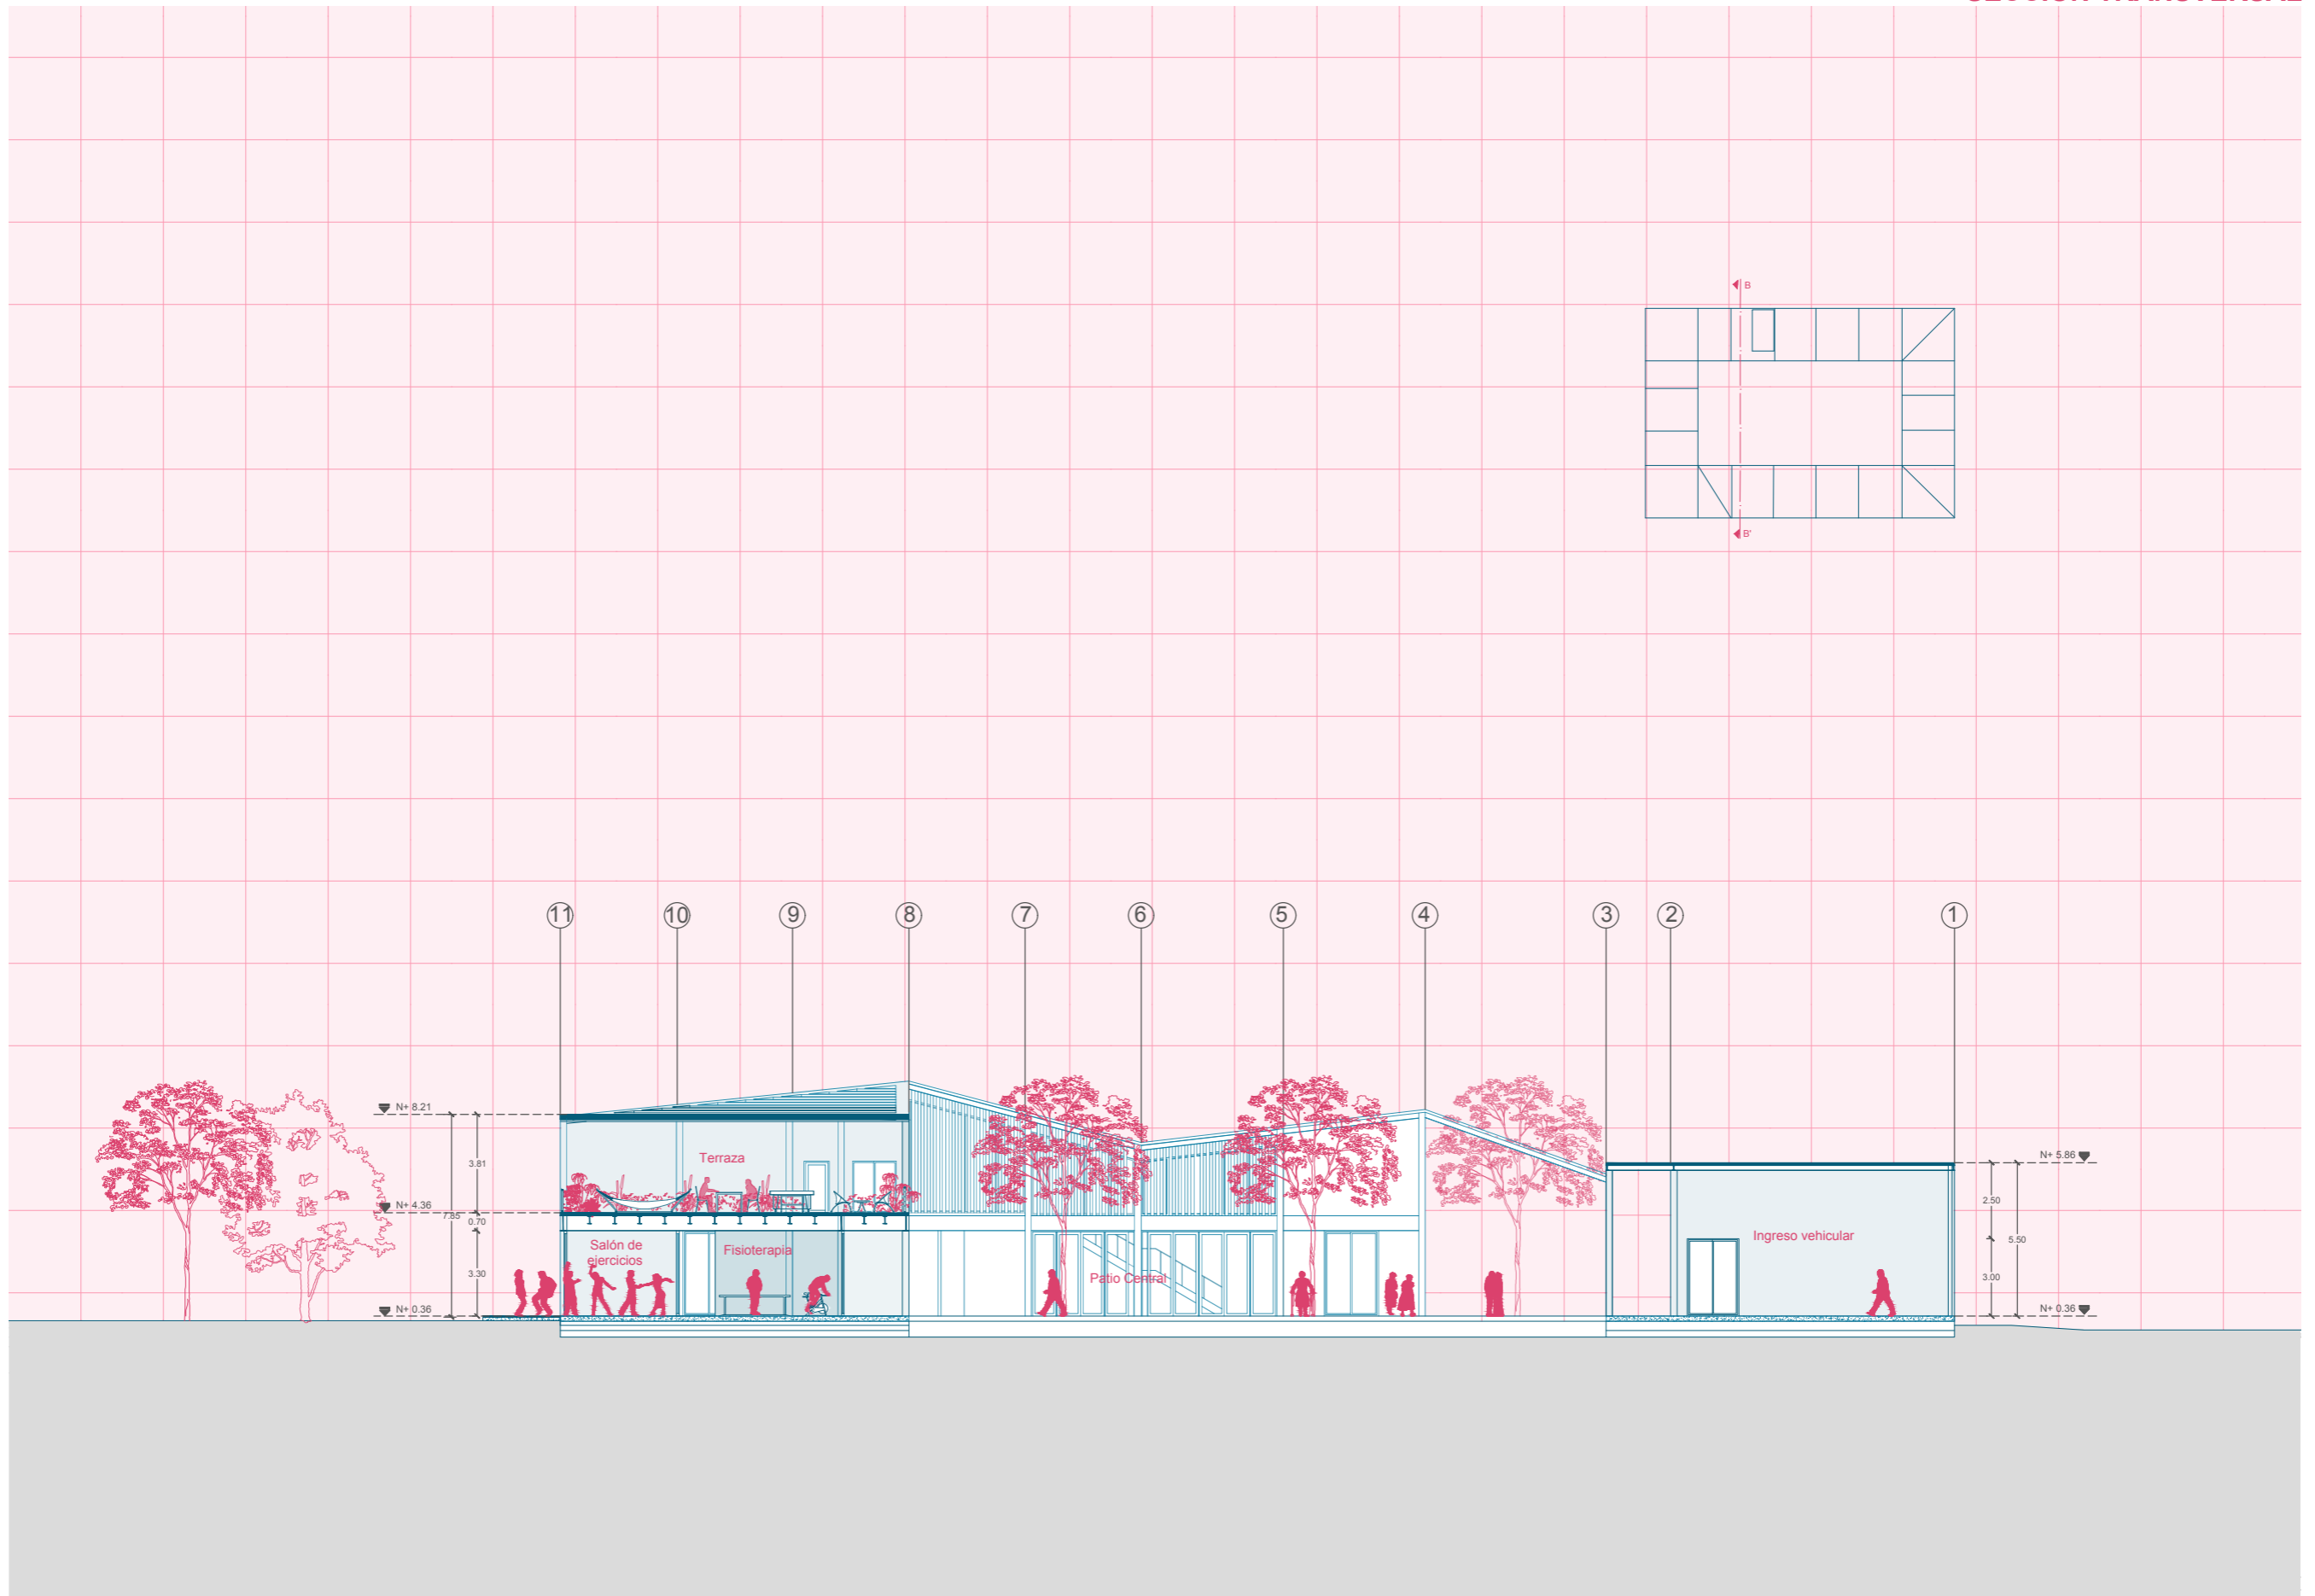 B
B'
11
10
9
8
7
6
5
4
3
2
1
N+ 8.21
3.81
Terraza
N+ 5.86
N+ 4.36
7.85
0.70
2.50
Salón de
ejercicios
Fisioterapia
Ingreso vehicular
5.50
3.30
Patio Central
3.00
N+ 0.36
N+ 0.36